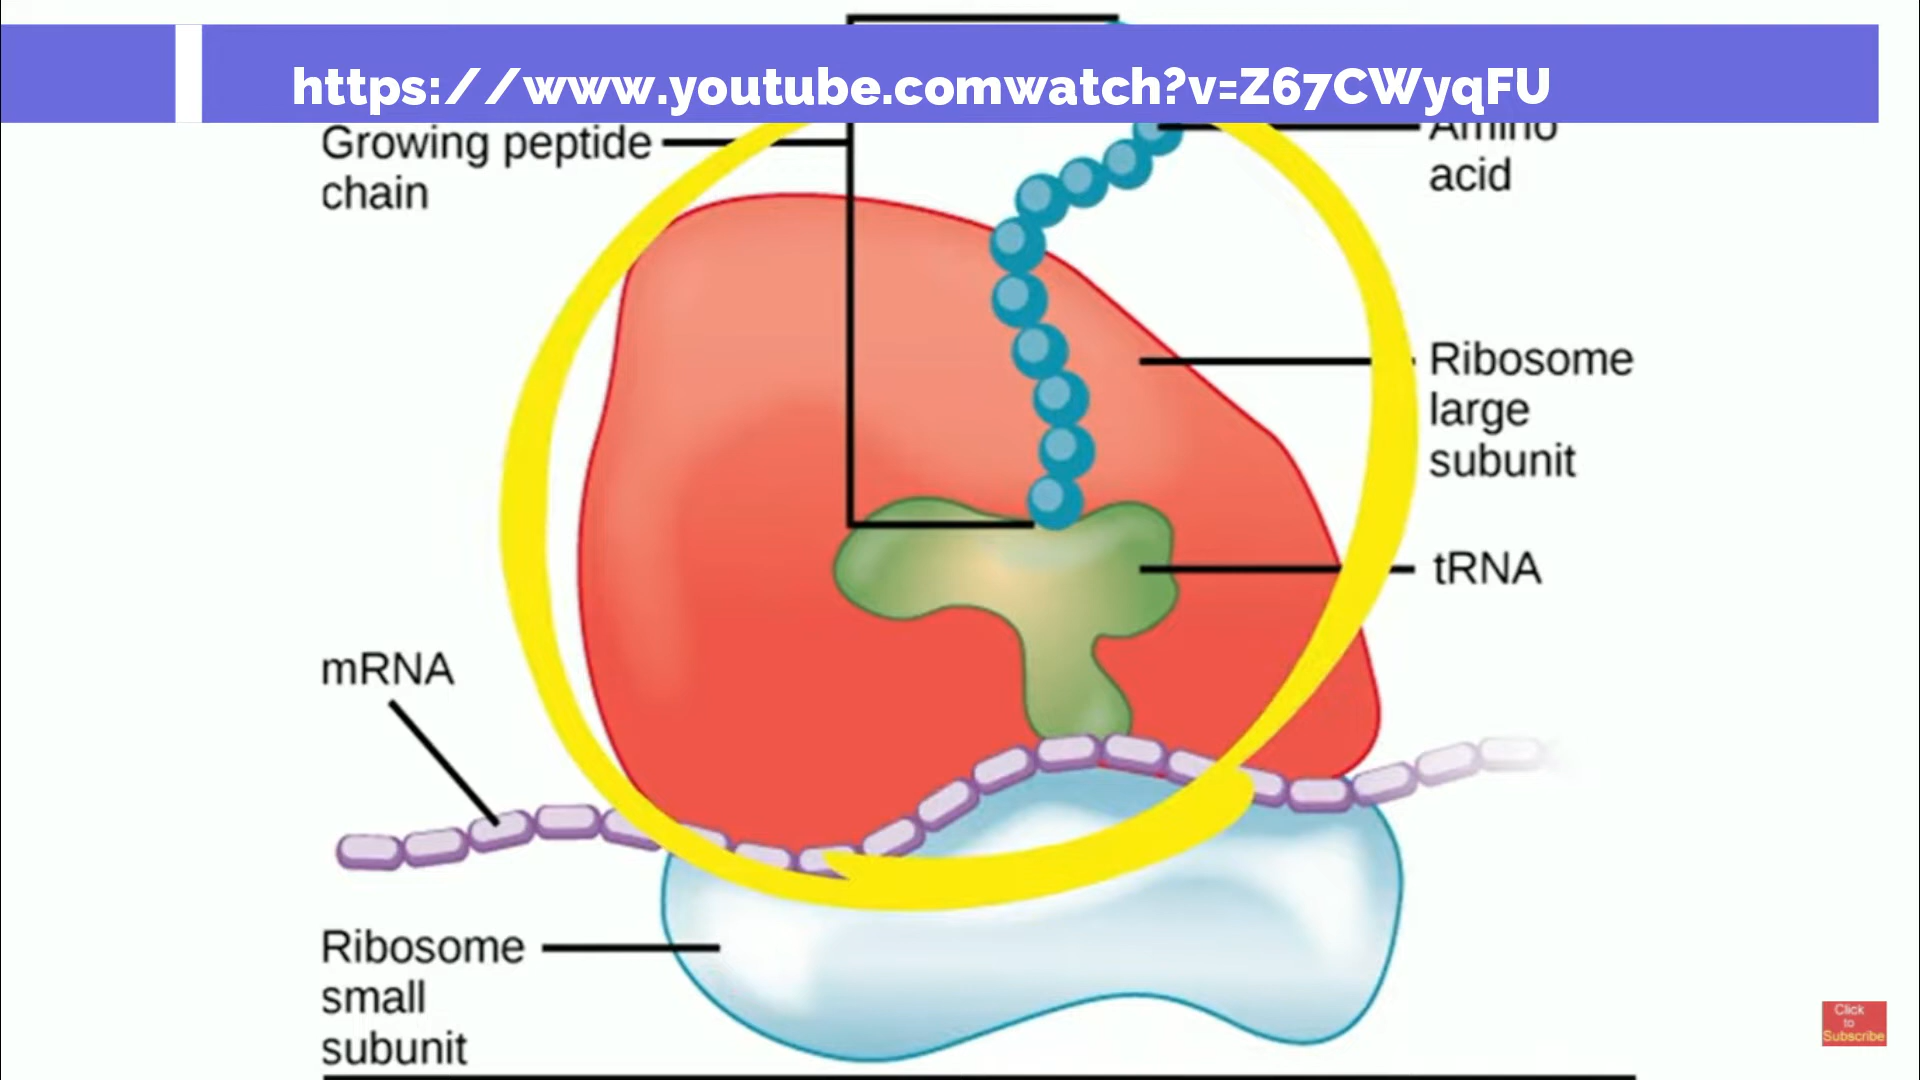 https://www.youtube.comwatch?v=Z67CWyqFU
Growing peptide
chain
Amino
acid
Ribosome
large
subunit
tRNA
mRNA
Ribosome
small
subunit
Click
to
Subscribe